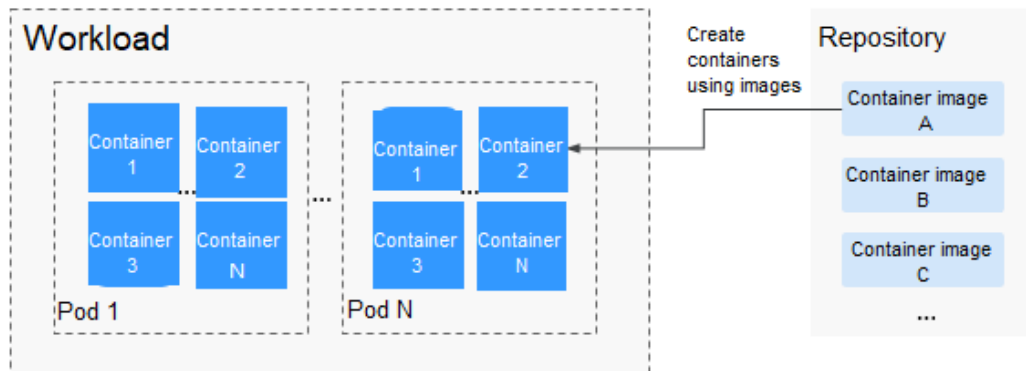 Workload
Container
1
Container
2
...
Container
3
Container
N
Pod 1
...
Container
1
Container
2
...
Container
3
Container
N
Pod N
Create
containers
using images
Repository
Container image
A
Container image
B
Container image
C
...